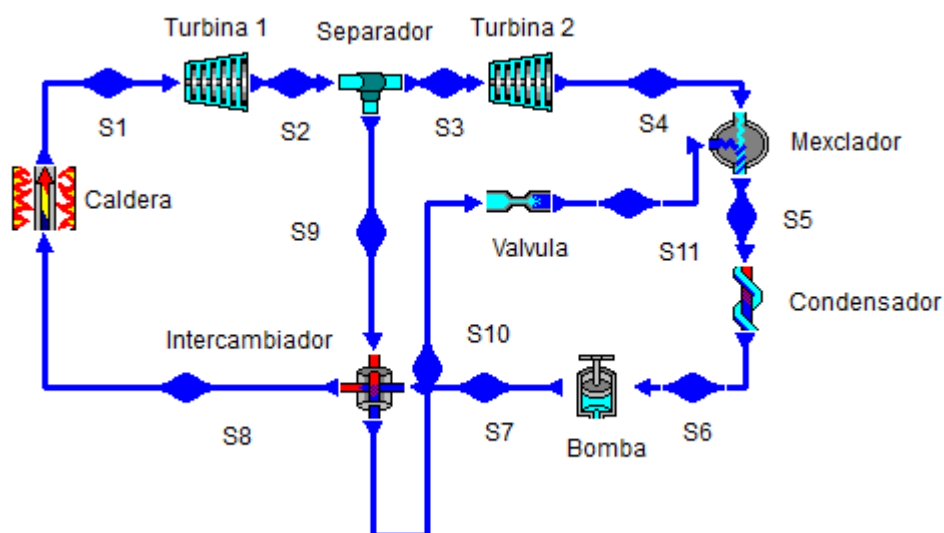 Turbina 1
Separador
Turbina 2
S1
S2
S3
S4
Mexclador
Caldera
S9
Valvula
S11
S5
Condensador
Intercambiador
S10
S8
S7
Bomba
S6